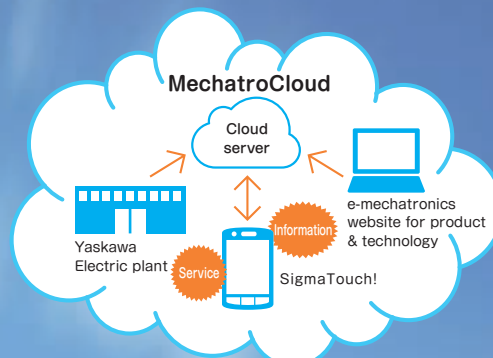 MechatroCloud
Cloud
server
Yaskawa
Electric plant
Service
Information
SigmaTouch!
e-mechatronics
website for product
& technology